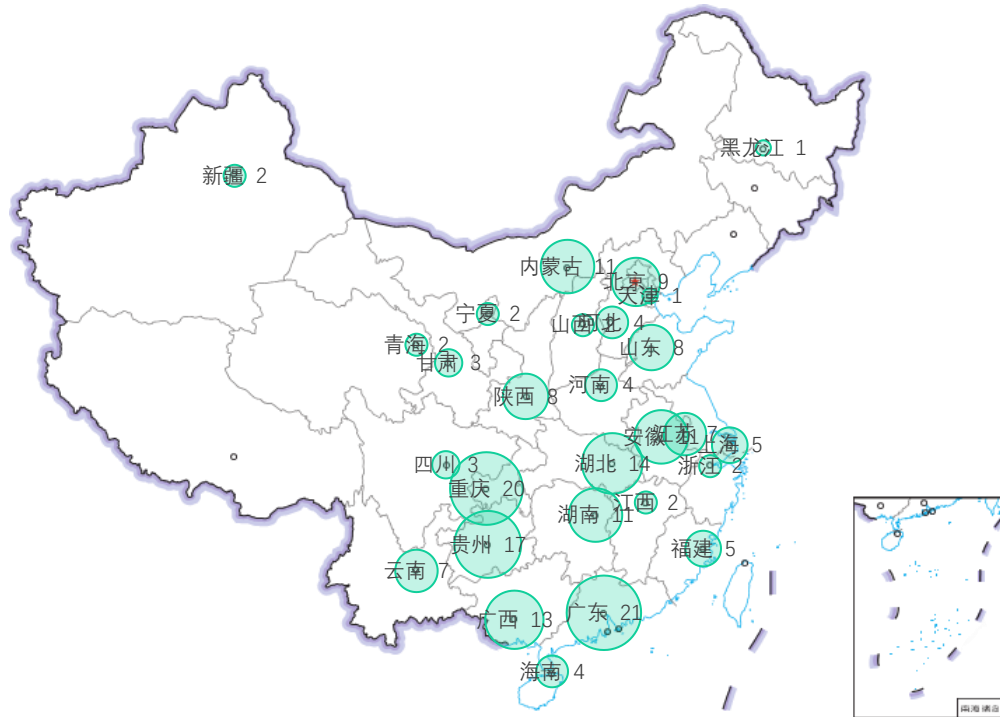 黑龙江 1
新疆 2
内蒙古 11
北京 9
天津 1
宁夏 2
山西
河北 4
青海 2
山东 8
甘肃 3
河南 4
陕西 8
安徽 11
江苏 7
上海 5
四川 3
湖北 14
浙江 2
重庆 20
江西 2
湖南 11
贵州 17
福建 5
云南 7
广西 13
广东 21
海南 4